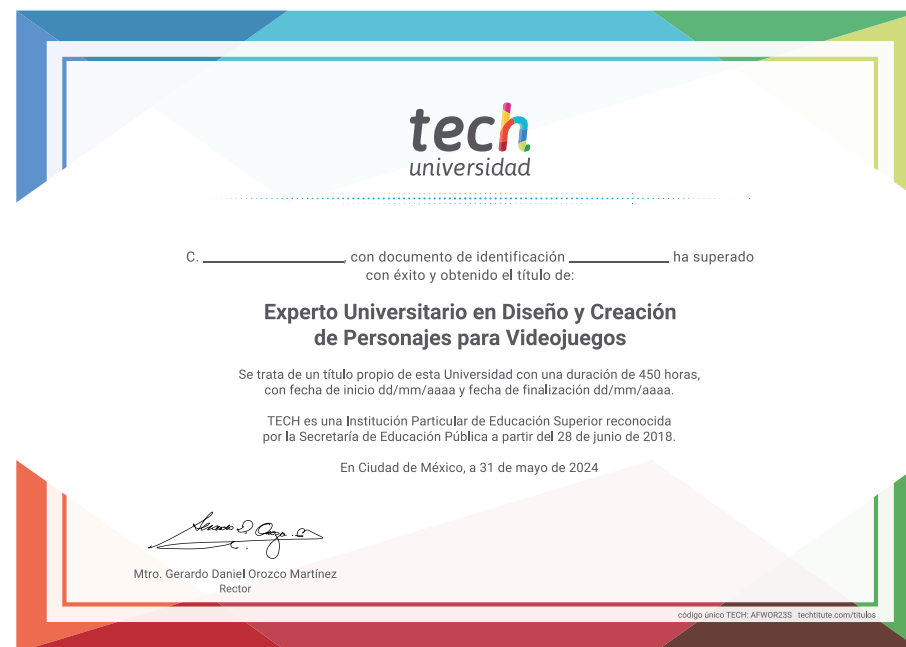 tech
universidad
C. ____________________, con documento de identificación ______________ ha superado
con éxito y obtenido el título de:
Experto Universitario en Diseño y Creación
de Personajes para Videojuegos
Se trata de un título propio de esta Universidad con una duración de 450 horas,
con fecha de inicio dd/mm/aaaa y fecha de finalización dd/mm/aaaa.
TECH es una Institución Particular de Educación Superior reconocida
por la Secretaría de Educación Pública a partir del 28 de junio de 2018.
En Ciudad de México, a 31 de mayo de 2024
Mtro. Gerardo Daniel Orozco Martínez
Rector
código único TECH: AFWOR23S techtitute.com/titulos